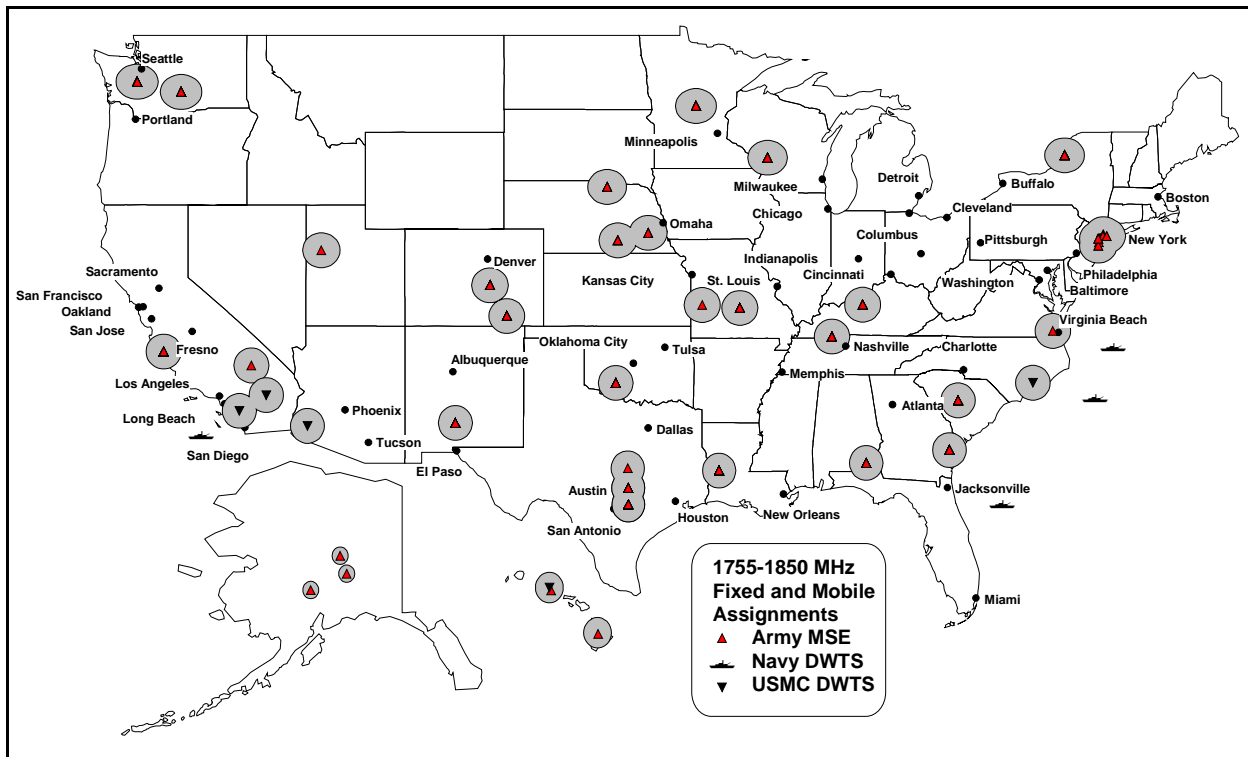 Seattle
Portland
Minneapolis
Milwaukee
Detroit
Buffalo
Boston
Chicago
Cleveland
Omaha
Columbus
Pittsburgh
New York
Indianapolis
Denver
Sacramento
Kansas City
St. Louis
Cincinnati
Washington
Philadelphia
Baltimore
San Francisco
Oakland
San Jose
Fresno
Virginia Beach
Oklahoma City
Tulsa
Nashville
Charlotte
Albuquerque
Memphis
Los Angeles
Long Beach
Phoenix
Atlanta
San Diego
Tucson
Dallas
El Paso
Austin
Jacksonville
San Antonio
Houston
New Orleans
Miami
1755-1850 MHz
Fixed and Mobile
Assignments
Army MSE
Navy DWTS
USMC DWTS